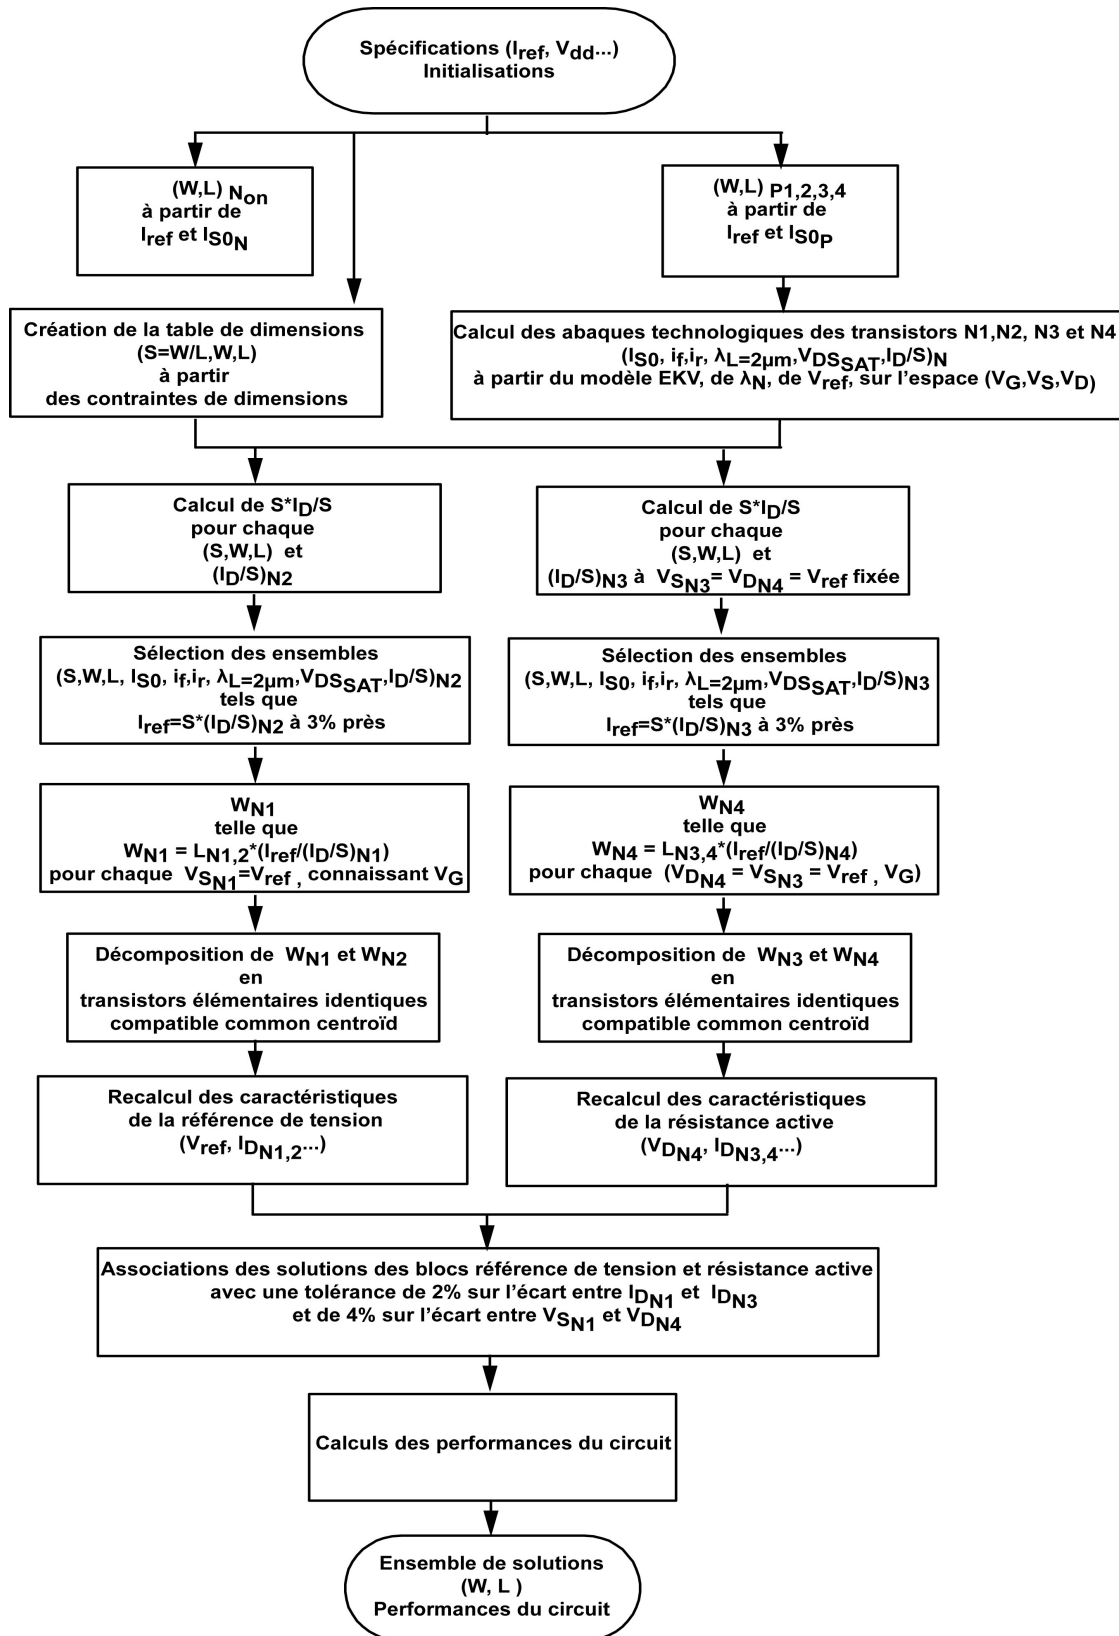 Spécifications (Iref, Vdd...)
Initialisations
(W,L) Non
à partir de
Iref et IS0N
(W,L) P1,2,3,4
à partir de
Iref et IS0P
Création de la table de dimensions
(S=W/L,W,L)
à partir
des contraintes de dimensions
Calcul des abaques technologiques des transistors N1,N2, N3 et N4
(IS0, if,ir, λL=2µm,VDSSAT,ID/S)N
à partir du modèle EKV, de λN, de Vref, sur l'espace (VG,VS,VD)
Calcul de S*ID/S
pour chaque
(S,W,L) et
(ID/S)N2
Calcul de S*ID/S
pour chaque
(S,W,L) et
(ID/S)N3 à VSN3= VDN4 = Vref fixée
Sélection des ensembles
(S,W,L, IS0, if,ir, λL=2µm,VDSSAT,ID/S)N2
tels que
Iref=S*(ID/S)N2 à 3% près
Sélection des ensembles
(S,W,L, IS0, if,ir, λL=2µm,VDSSAT,ID/S)N3
tels que
Iref=S*(ID/S)N3 à 3% près
WN1
telle que
WN1 = LN1,2*(Iref/(ID/S)N1)
pour chaque VSN1=Vref , connaissant VG
WN4
telle que
WN4 = LN3,4*(Iref/(ID/S)N4)
pour chaque (VDN4 = VSN3 = Vref , VG)
Décomposition de WN1 et WN2
en
transistors élémentaires identiques
compatible common centroïd
Décomposition de WN3 et WN4
en
transistors élémentaires identiques
compatible common centroïd
Recalcul des caractéristiques
de la référence de tension
(Vref, IDN1,2...)
Recalcul des caractéristiques
de la résistance active
(VDN4, IDN3,4...)
Associations des solutions des blocs référence de tension et résistance active
avec une tolérance de 2% sur l'écart entre IDN1 et IDN3
et de 4% sur l'écart entre VSN1 et VDN4
Calculs des performances du circuit
Ensemble de solutions
(W, L )
Performances du circuit